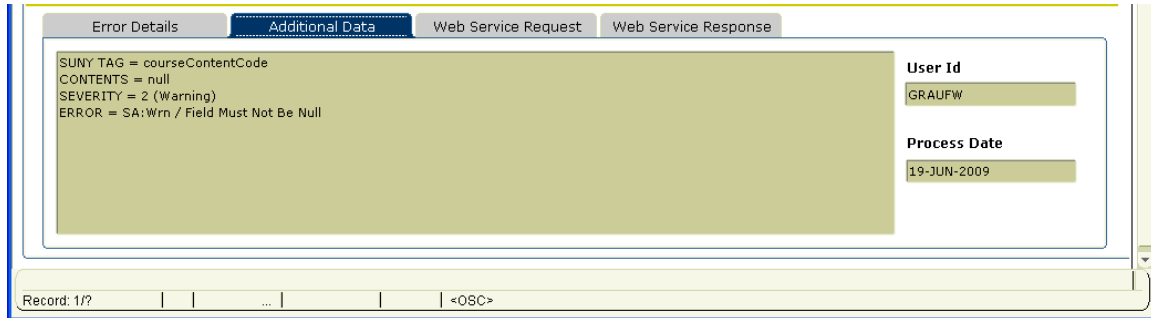 Error Details Additional Data Web Service Request Web Service Response
SUNY TAG = courseContentCode
CONTENTS = null
SEVERITY = 2 (Warning)
ERROR = SA:Wrn / Field Must Not Be Null
User Id
GRAUFW
Process Date
19-JUN-2009
Record: 1/? ... <OSC>